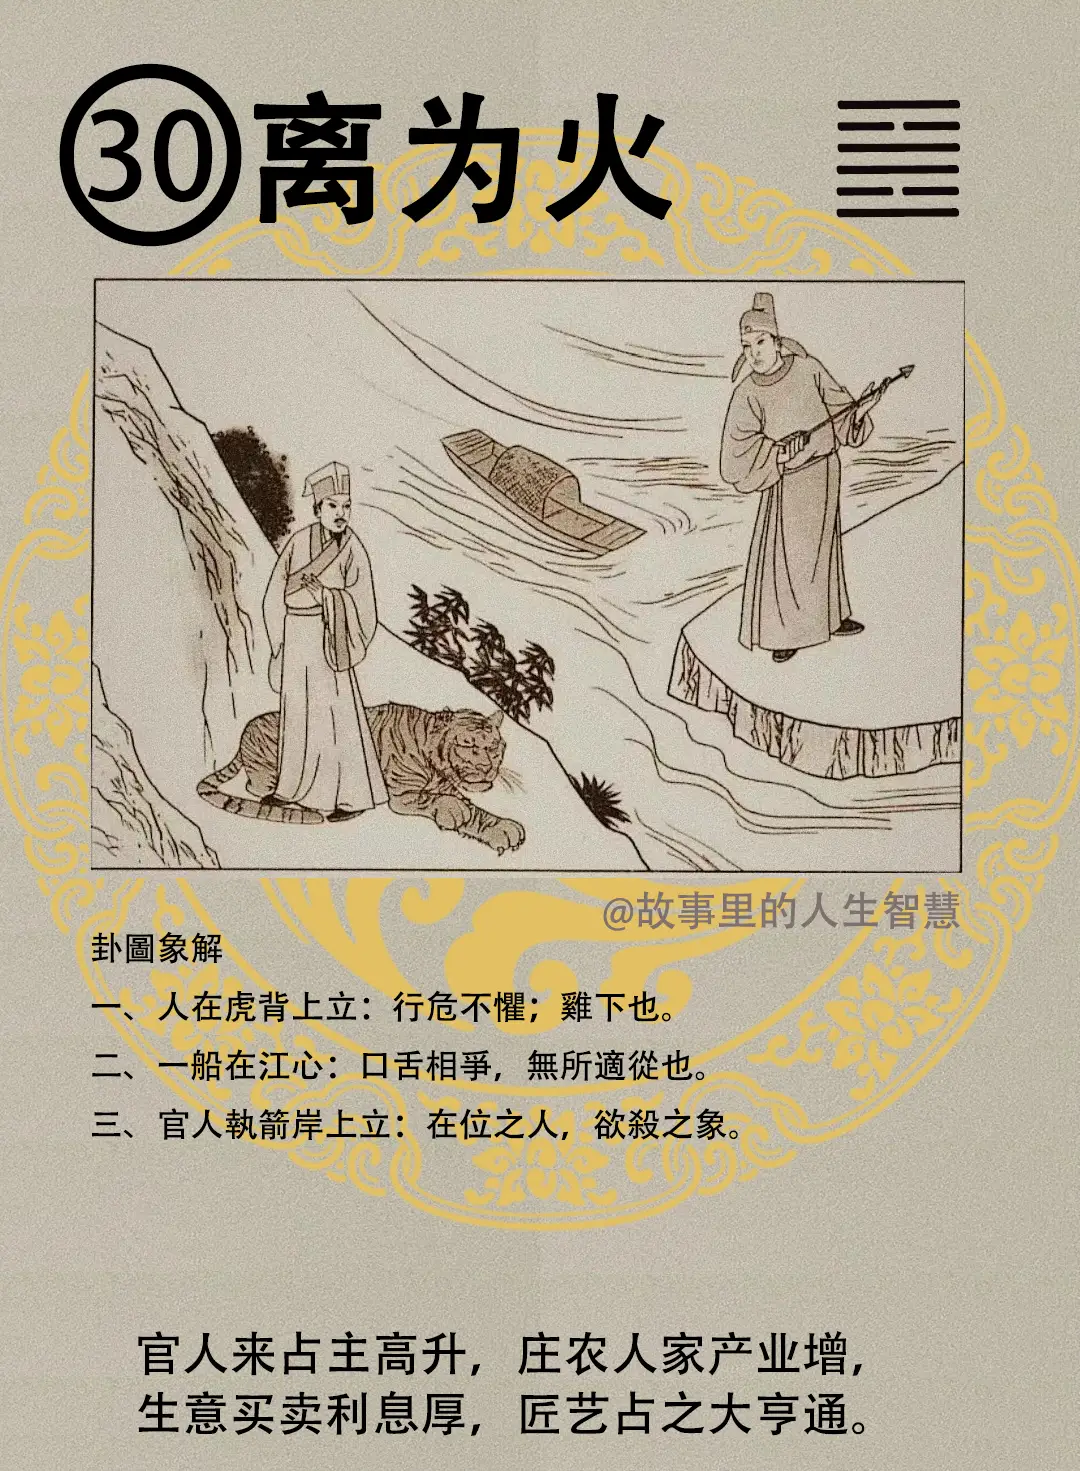 30离为火
@故事里的人生智慧
卦圖象解
一、人在虎背上立：行危不懼；雞下也。
二、一船在江心：口舌相爭，無所適從也。
三、官人執箭岸上立：在位之人，欲殺之象。
官人来占主高升，庄农人家产业增，
生意买卖利息厚，匠艺占之大亨通。